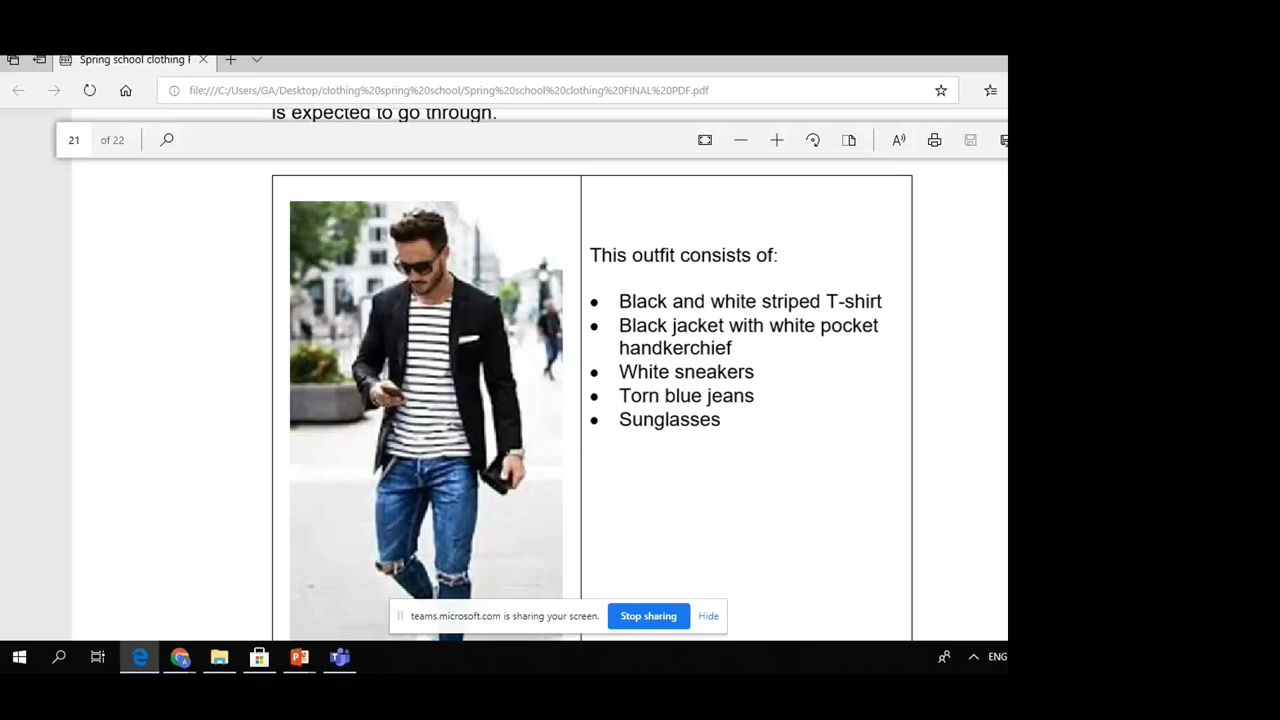 Spring school clothing F
file:///C:/Users/GA/Desktop/clothing%20spring%20school/Spring%20school%20clothing%20FINAL%20PDF.pdf
is expected to go through.
21 of 22
This outfit consists of:
• Black and white striped T-shirt
• Black jacket with white pocket
handkerchief
• White sneakers
• Torn blue jeans
• Sunglasses
teams.microsoft.com is sharing your screen. Stop sharing Hide
ENG